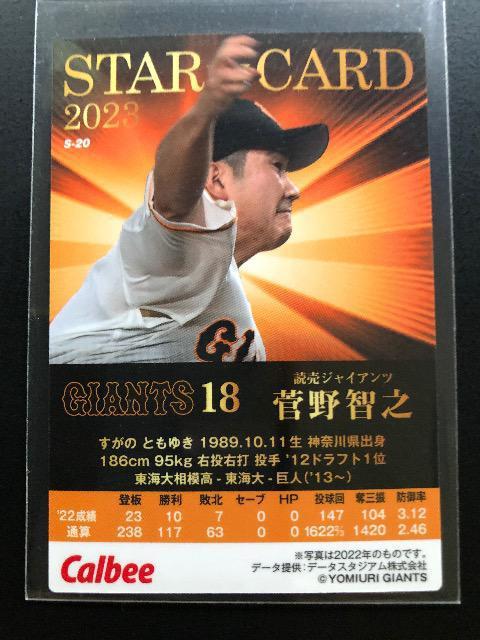 STAR CARD
2023
S-20
GI
GIANTS 18
読売ジャイアンツ
菅野智之
すがの ともゆき 1989.10.11生 神奈川県出身
186cm 95kg 右投右打 投手 '12ドラフト1位
東海大相模高 - 東海大 - 巨人('13~)
登板 勝利 敗北 セーブ HP 投球回 奪三振 防御率
'22成績 23 10 7 0 0 147 104 3.12
通算 238 117 63 0 0 1622⅔ 1420 2.46
Calbee
※写真は2022年のものです。
データ提供:データスタジアム株式会社
©YOMIURI GIANTS